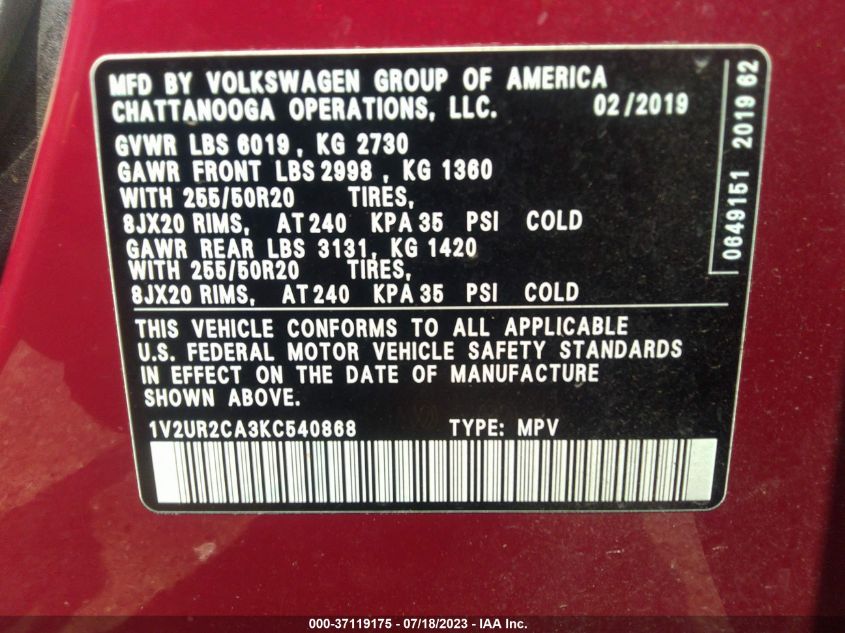 MFD BY VOLKSWAGEN GROUP OF AMERICA
CHATTANOOGA OPERATIONS, LLC. 02/2019
GVWR LBS 6019 , KG 2730
GAWR FRONT LBS 2998 , KG 1360
WITH 255/50R20 TIRES,
8JX20 RIMS, AT 240 KPA 35 PSI COLD
GAWR REAR LBS 3131, KG 1420
WITH 255/50R20 TIRES,
8JX20 RIMS, AT 240 KPA 35 PSI COLD
THIS VEHICLE CONFORMS TO ALL APPLICABLE
U.S. FEDERAL MOTOR VEHICLE SAFETY STANDARDS
IN EFFECT ON THE DATE OF MANUFACTURE
SHOWN ABOVE.
1V2UR2CA3KC540868 TYPE: MPV
0649151 2019 62
000-37119175 - 07/18/2023 - IAA Inc.